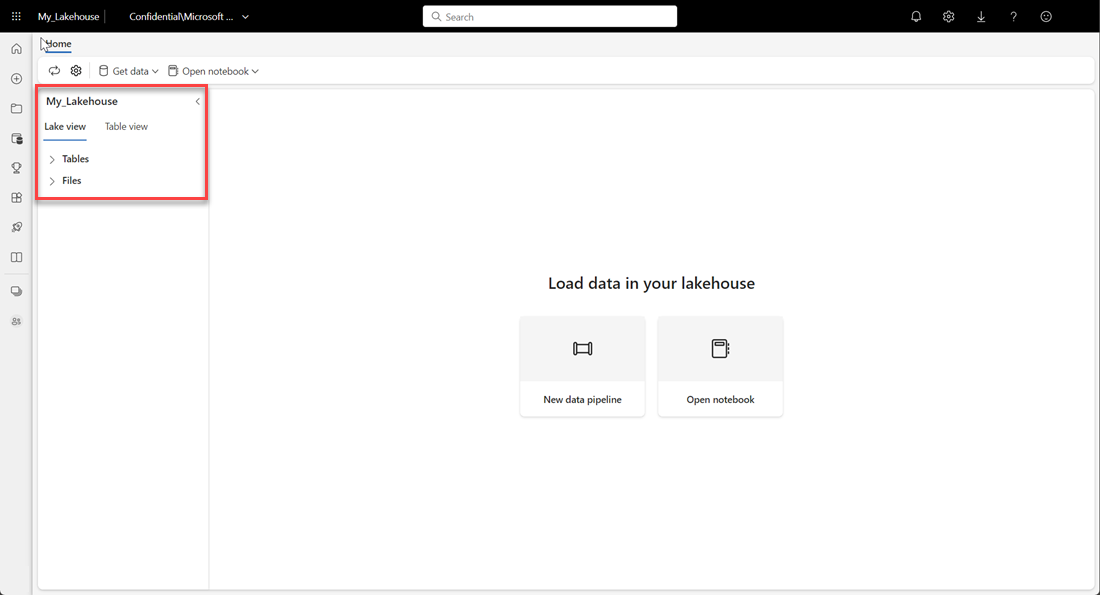 My_Lakehouse Confidential\Microsoft ... Search
Home
Get data Open notebook
My_Lakehouse
Lake view Table view
Tables
Files
Load data in your lakehouse
New data pipeline Open notebook